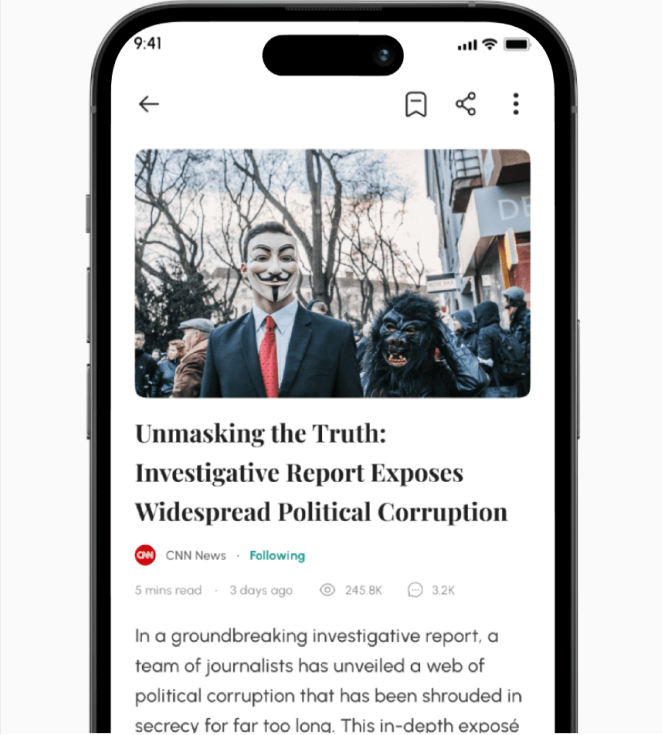 9:41
DE
Unmasking the Truth:
Investigative Report Exposes
Widespread Political Corruption
CNN CNN News · Following
5 mins read · 3 days ago 245.8K 3.2K
In a groundbreaking investigative report, a
team of journalists has unveiled a web of
political corruption that has been shrouded in
secrecy for far too long. This in-depth exposé